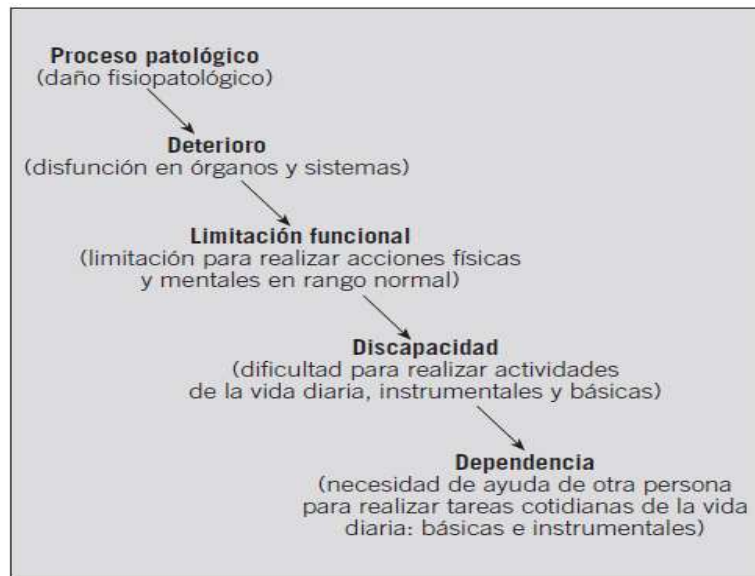 Proceso patológico
(daño fisiopatológico)
Deterioro
(disfunción en órganos y sistemas)
Limitación funcional
(limitación para realizar acciones físicas
y mentales en rango normal)
Discapacidad
(dificultad para realizar actividades
de la vida diaria, instrumentales y básicas)
Dependencia
(necesidad de ayuda de otra persona
para realizar tareas cotidianas de la vida
diaria: básicas e instrumentales)